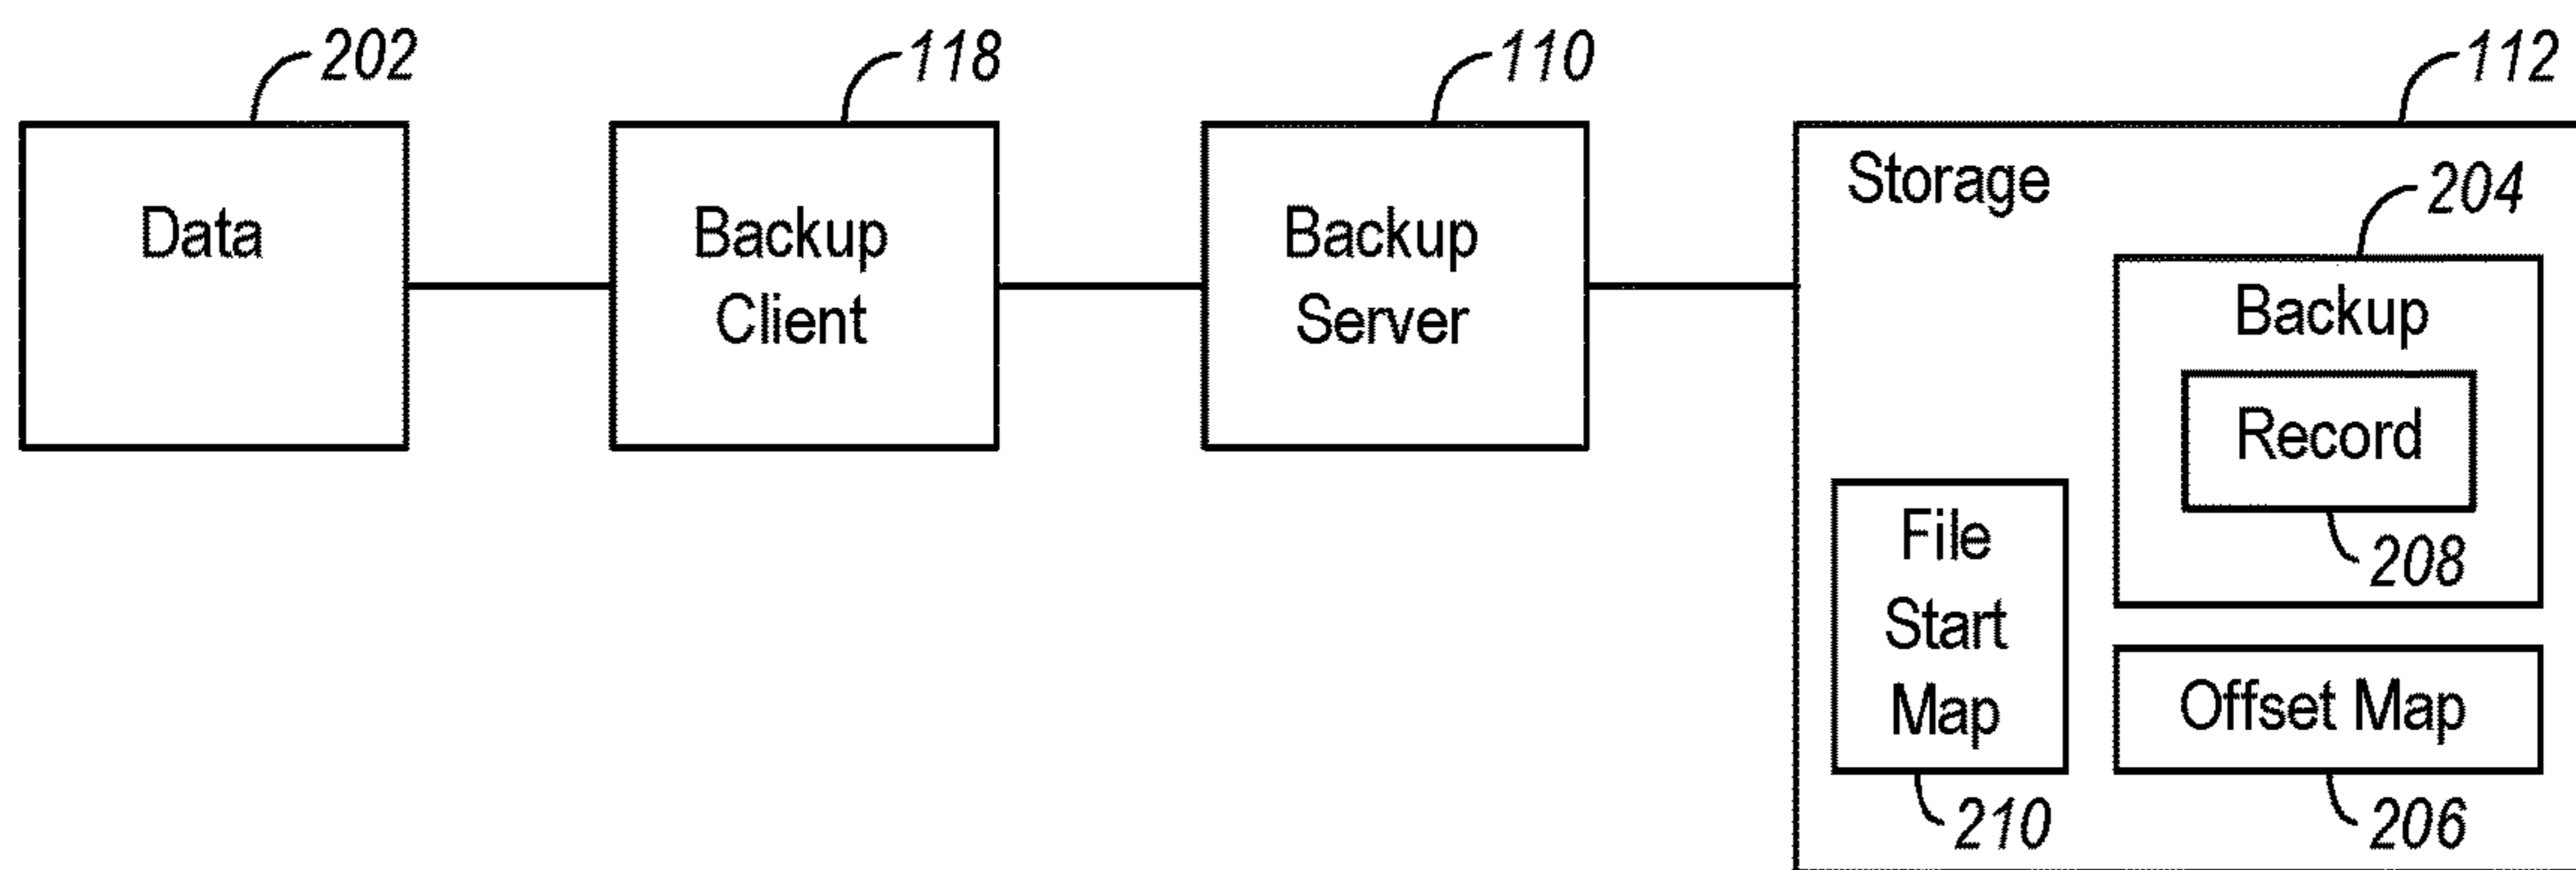 202
118
110
112
Data
Backup
Client
Backup
Server
Storage
204
Backup
Record
208
File
Start
Map
210
Offset Map
206